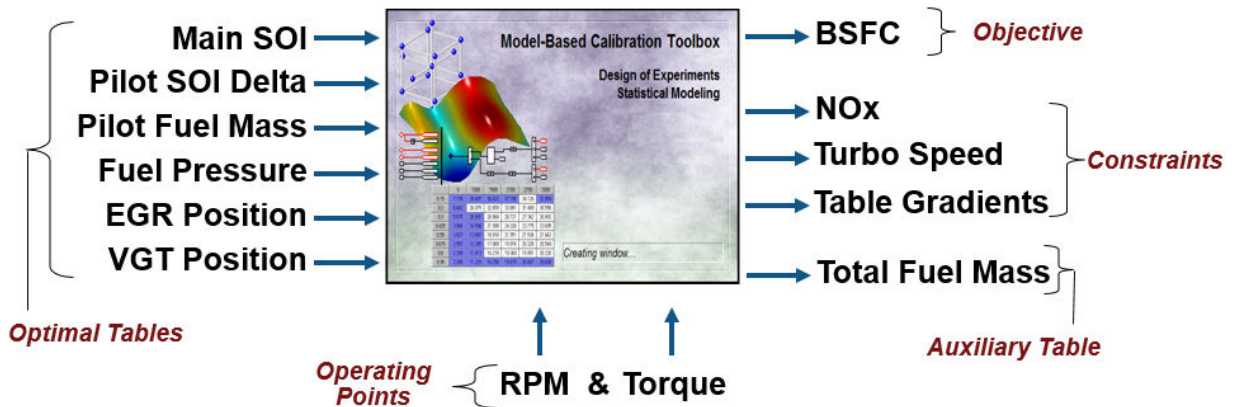 Main SOI
Pilot SOI Delta
Pilot Fuel Mass
Fuel Pressure
EGR Position
VGT Position
Optimal Tables
Model-Based Calibration Toolbox
Design of Experiments
Statistical Modeling
Creating window...
BSFC
Objective
NOx
Turbo Speed
Table Gradients
Constraints
Total Fuel Mass
Auxiliary Table
Operating
Points
RPM & Torque